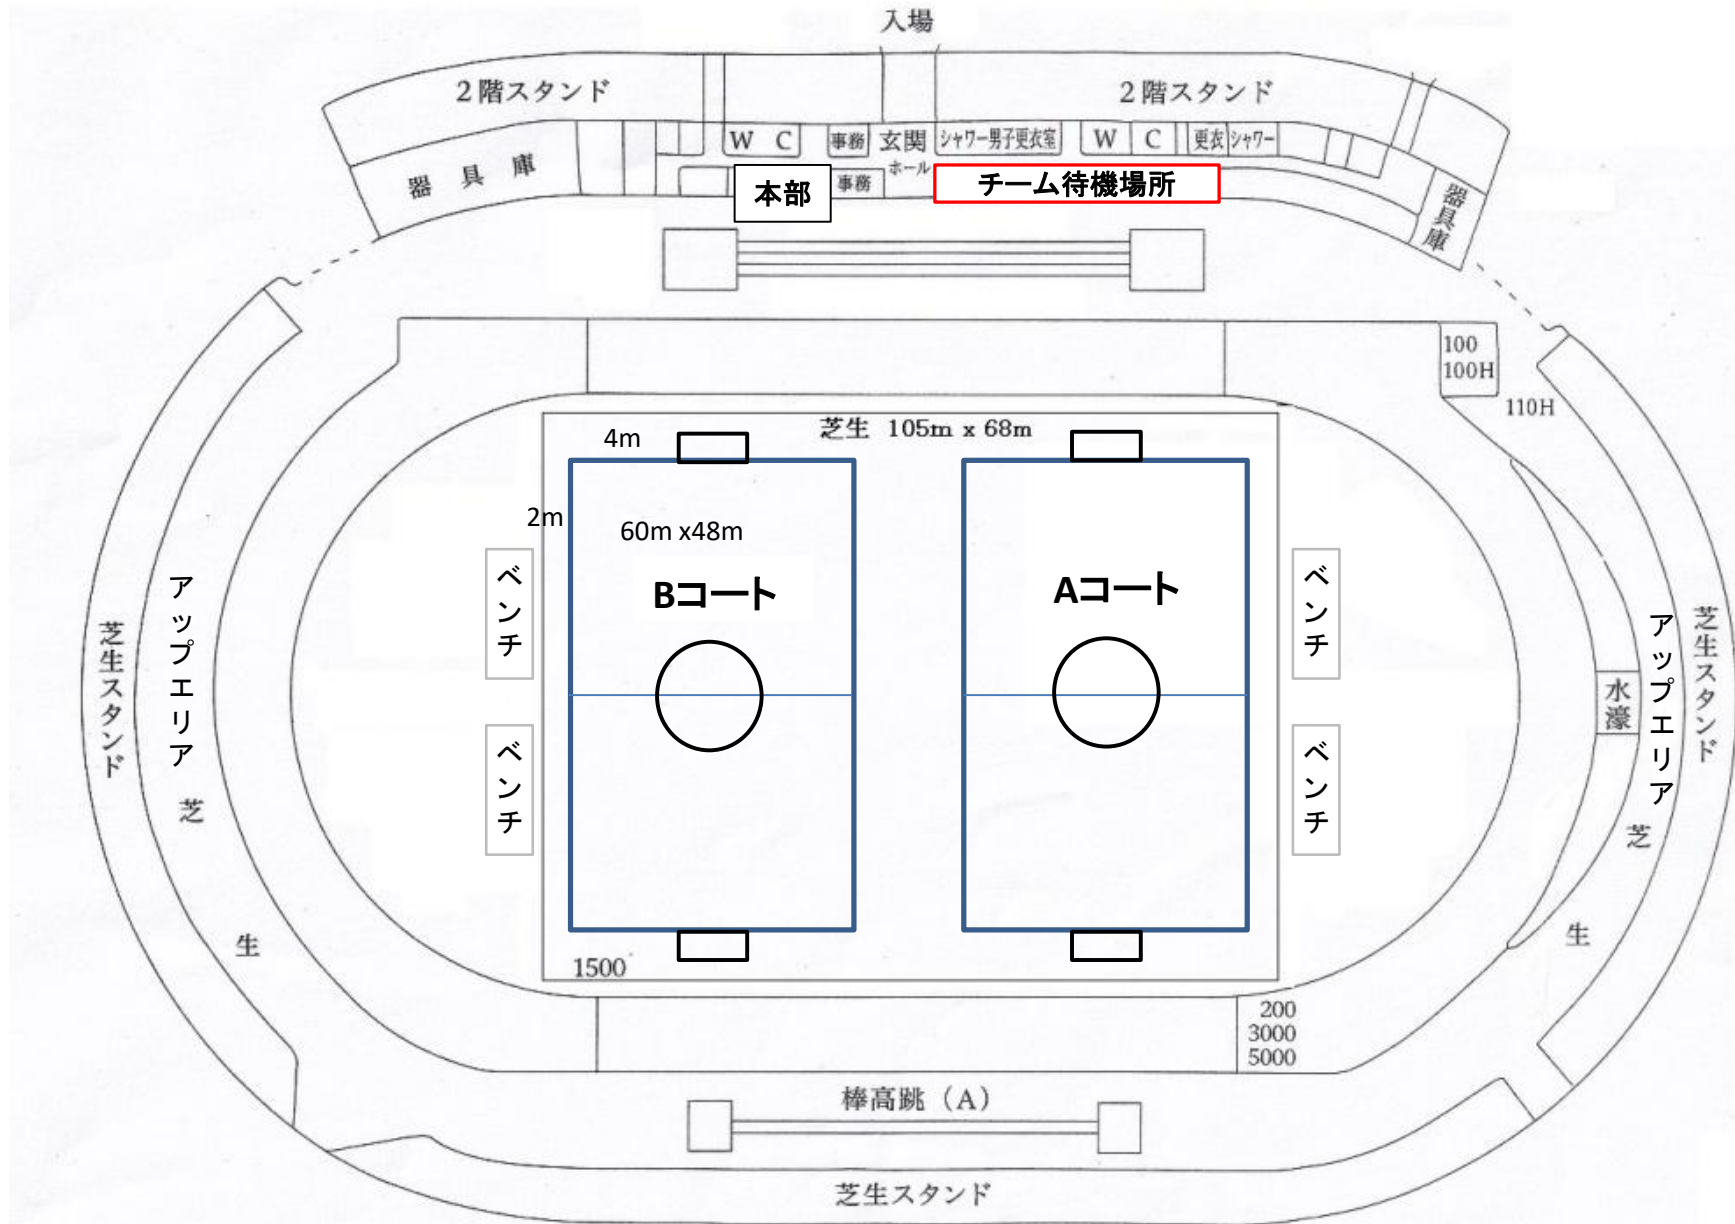 入場
2階スタンド
2階スタンド
W C
事務
玄関
シャワー男子更衣室
W C
更衣
シャワー
器具庫
本部
事務
ホール
チーム待機場所
器具庫
100
100H
110H
芝生 105m x 68m
4m
2m
60m x48m
Bコート
Aコート
ベンチ
ベンチ
ベンチ
ベンチ
芝生スタンド
アップエリア
芝生
水濠
アップエリア
芝生スタンド
芝生
1500
200
3000
5000
棒高跳（A）
芝生スタンド